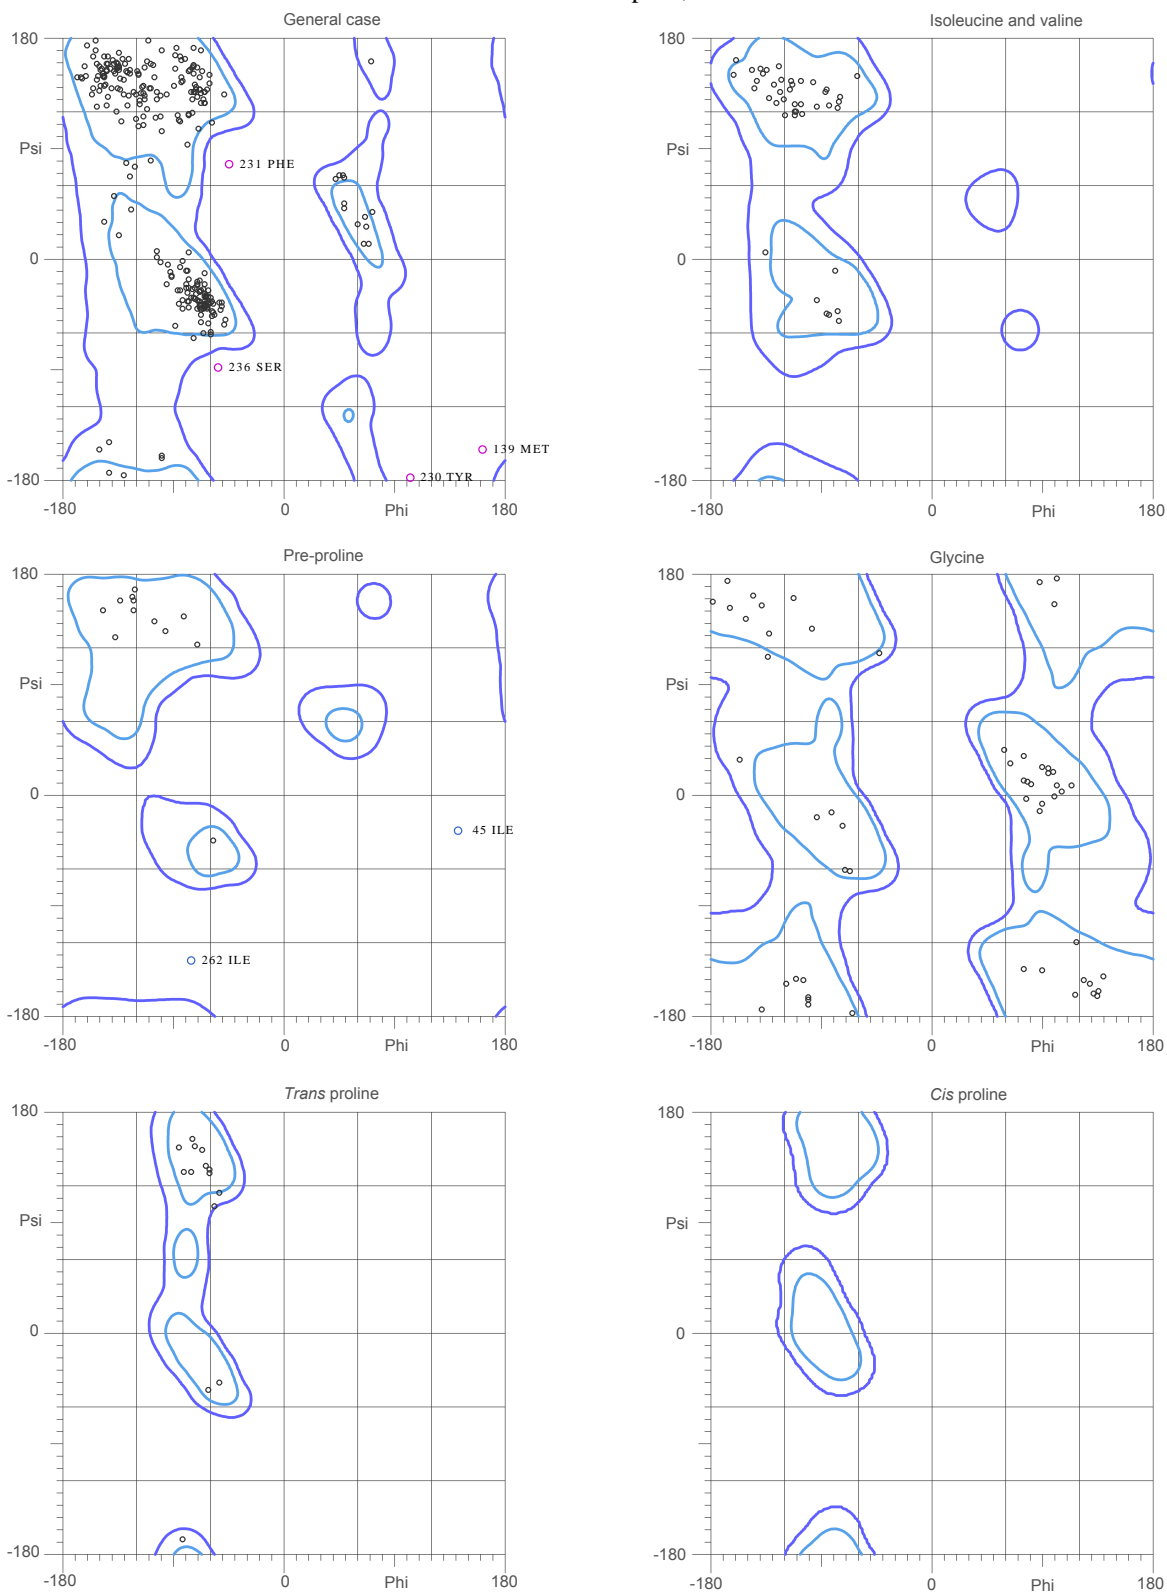 General case
Isoleucine and valine
180
Psi
0
-180
-180
0
Phi
180
231 PHE
236 SER
139 MET
230 TYR
180
Psi
0
-180
-180
0
Phi
180
Pre-proline
Glycine
180
Psi
0
-180
-180
0
Phi
180
45 ILE
262 ILE
180
Psi
0
-180
-180
0
Phi
180
Trans proline
Cis proline
180
Psi
0
-180
-180
0
Phi
180
180
Psi
0
-180
-180
0
Phi
180